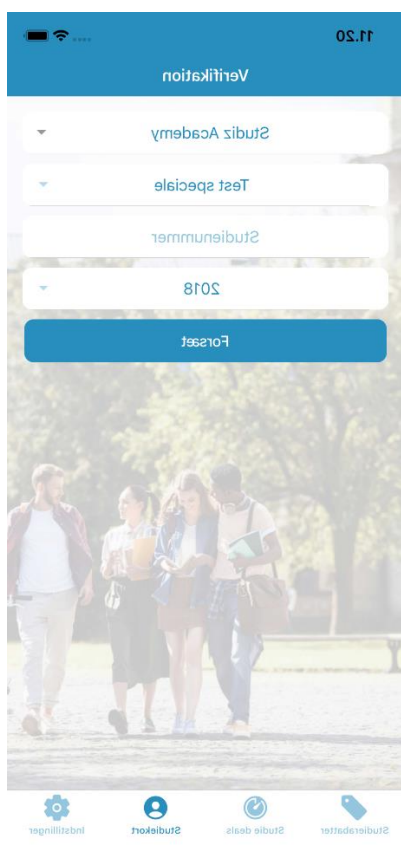 11.20
Verifikation
Studiz Academy
Test speciale
Studienummer
2018
Forsæt
Studierabatter
Studie deals
Studiekort
Indstillinger